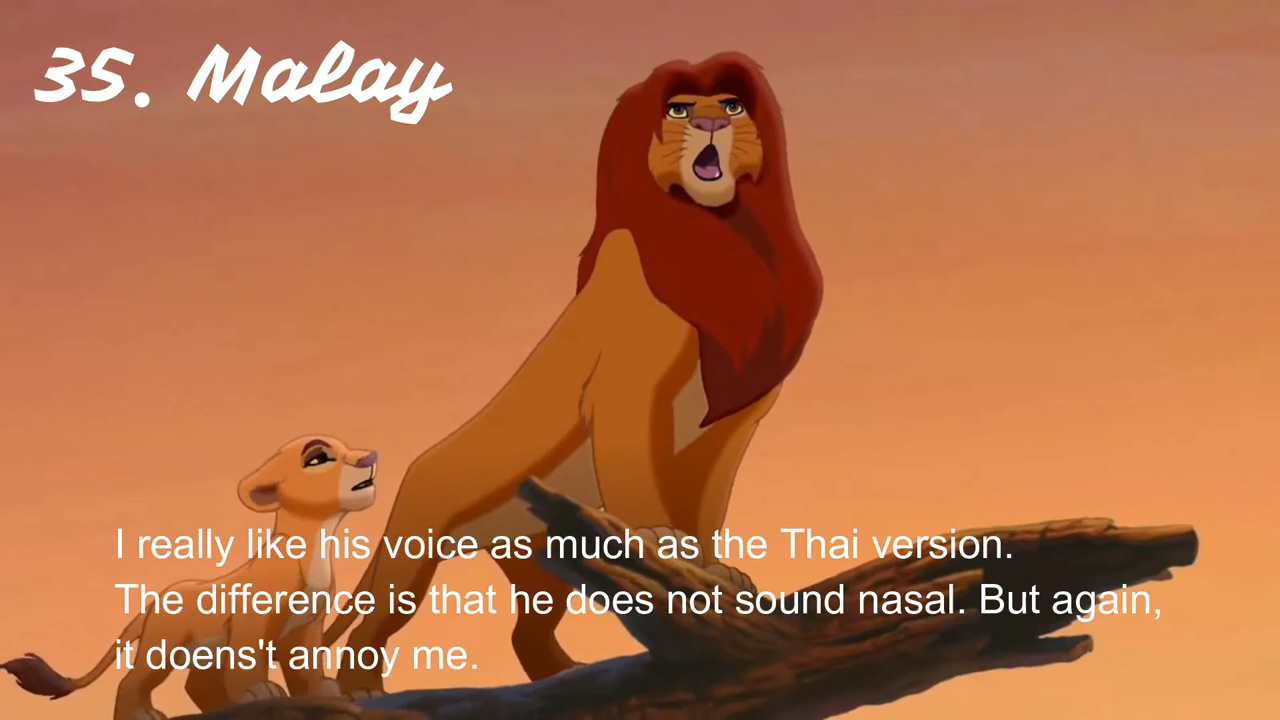 35. Malay
I really like his voice as much as the Thai version.
The difference is that he does not sound nasal. But again,
it doens't annoy me.